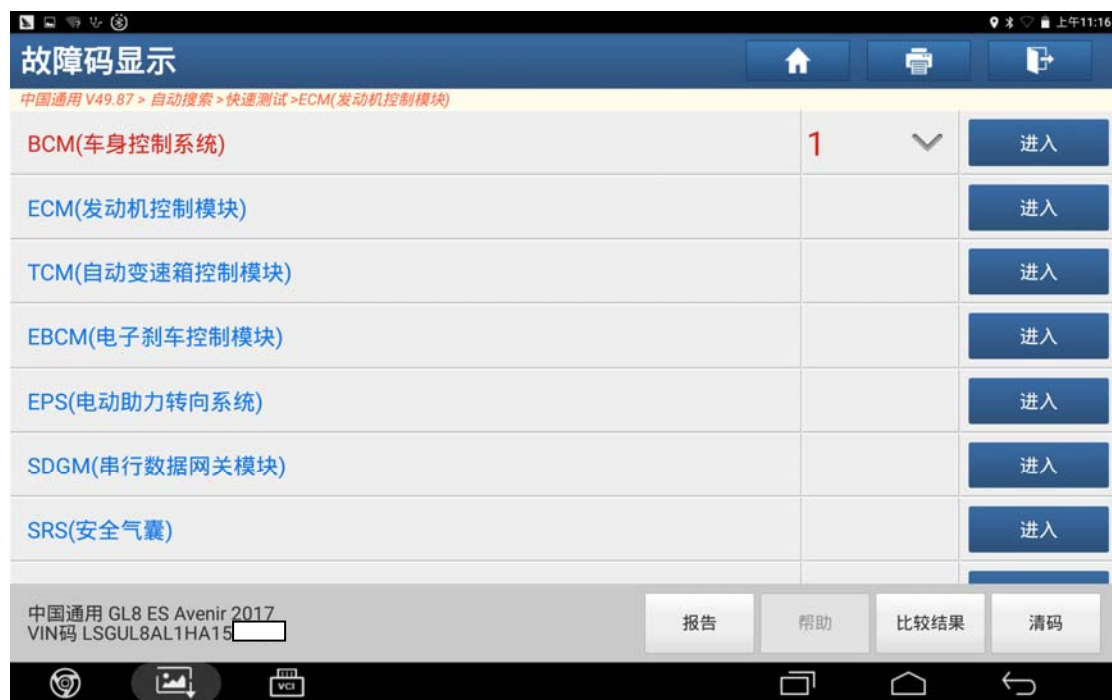 上午11:16
故障码显示
中国通用 V49.87 > 自动搜索 >快速测试 >ECM(发动机控制模块)
BCM(车身控制系统) 1 进入
ECM(发动机控制模块) 进入
TCM(自动变速箱控制模块) 进入
EBCM(电子刹车控制模块) 进入
EPS(电动助力转向系统) 进入
SDGM(串行数据网关模块) 进入
SRS(安全气囊) 进入
中国通用 GL8 ES Avenir 2017
VIN码 LSGUL8AL1HA15
报告 帮助 比较结果 清码
VCI